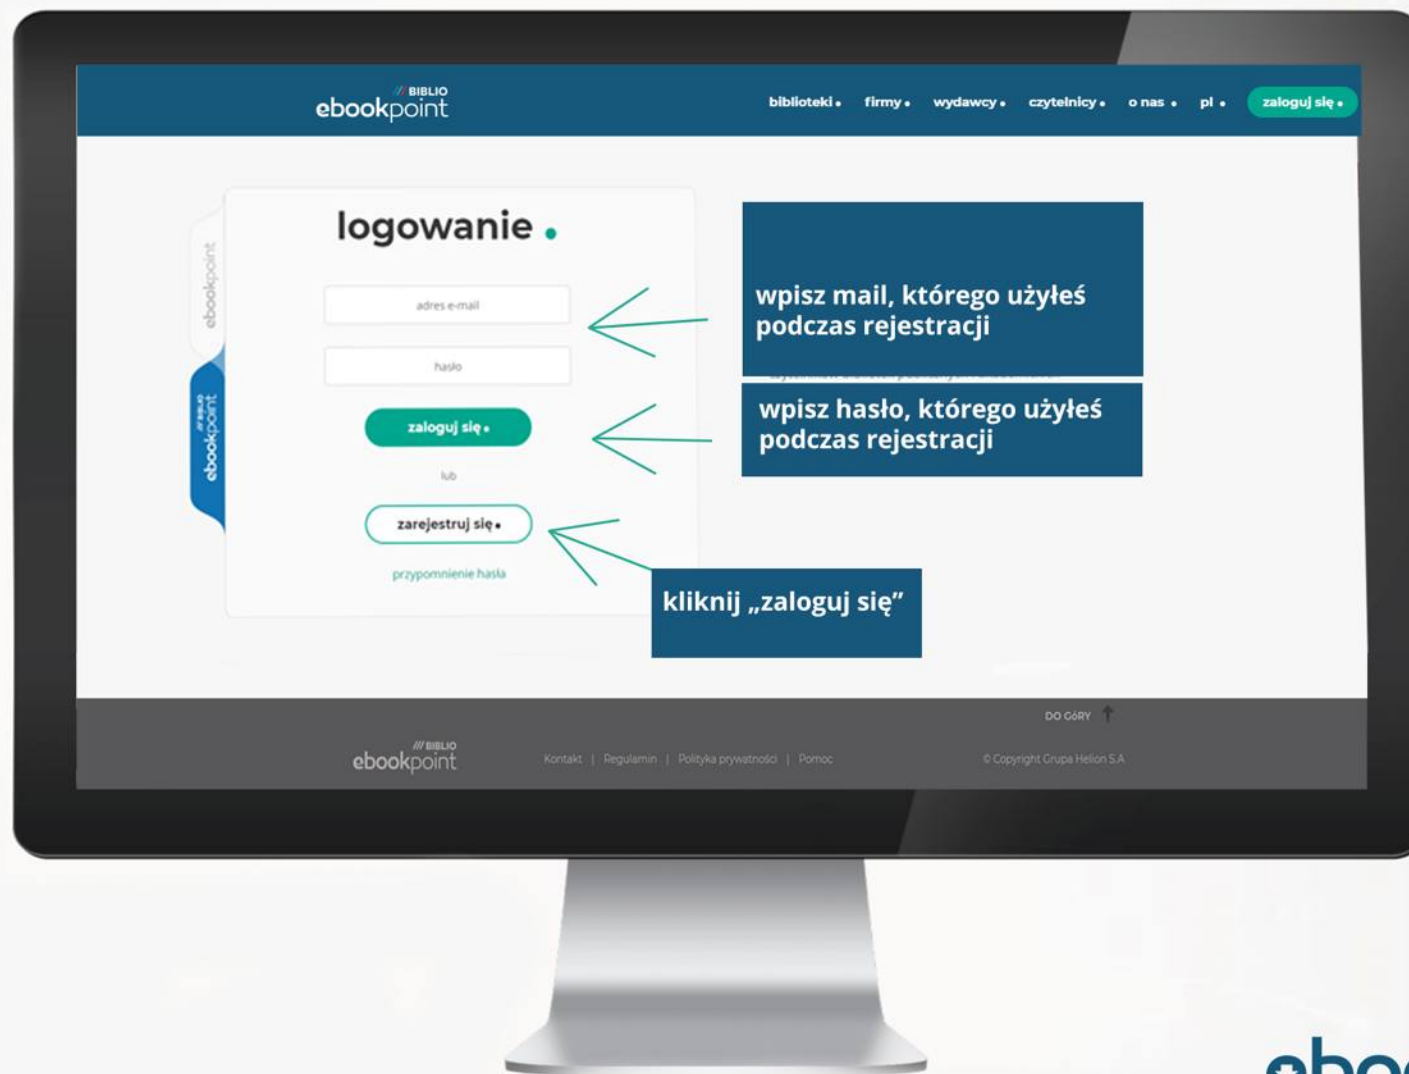 /// BIBLIO
ebookpoint
biblioteki • firmy • wydawcy • czytelnicy • o nas • pl • zaloguj się •
logowanie •
ebookpoint
/// BIBLIO
ebookpoint
adres e-mail
hasło
zaloguj się •
lub
zarejestruj się •
przypomnienie hasła
wpisz mail, którego użyłeś
podczas rejestracji
wpisz hasło, którego użyłeś
podczas rejestracji
kliknij „zaloguj się”
DO GÓRY
/// BIBLIO
ebookpoint
Kontakt | Regulamin | Polityka prywatności | Pomoc
© Copyright Grupa Helion S.A